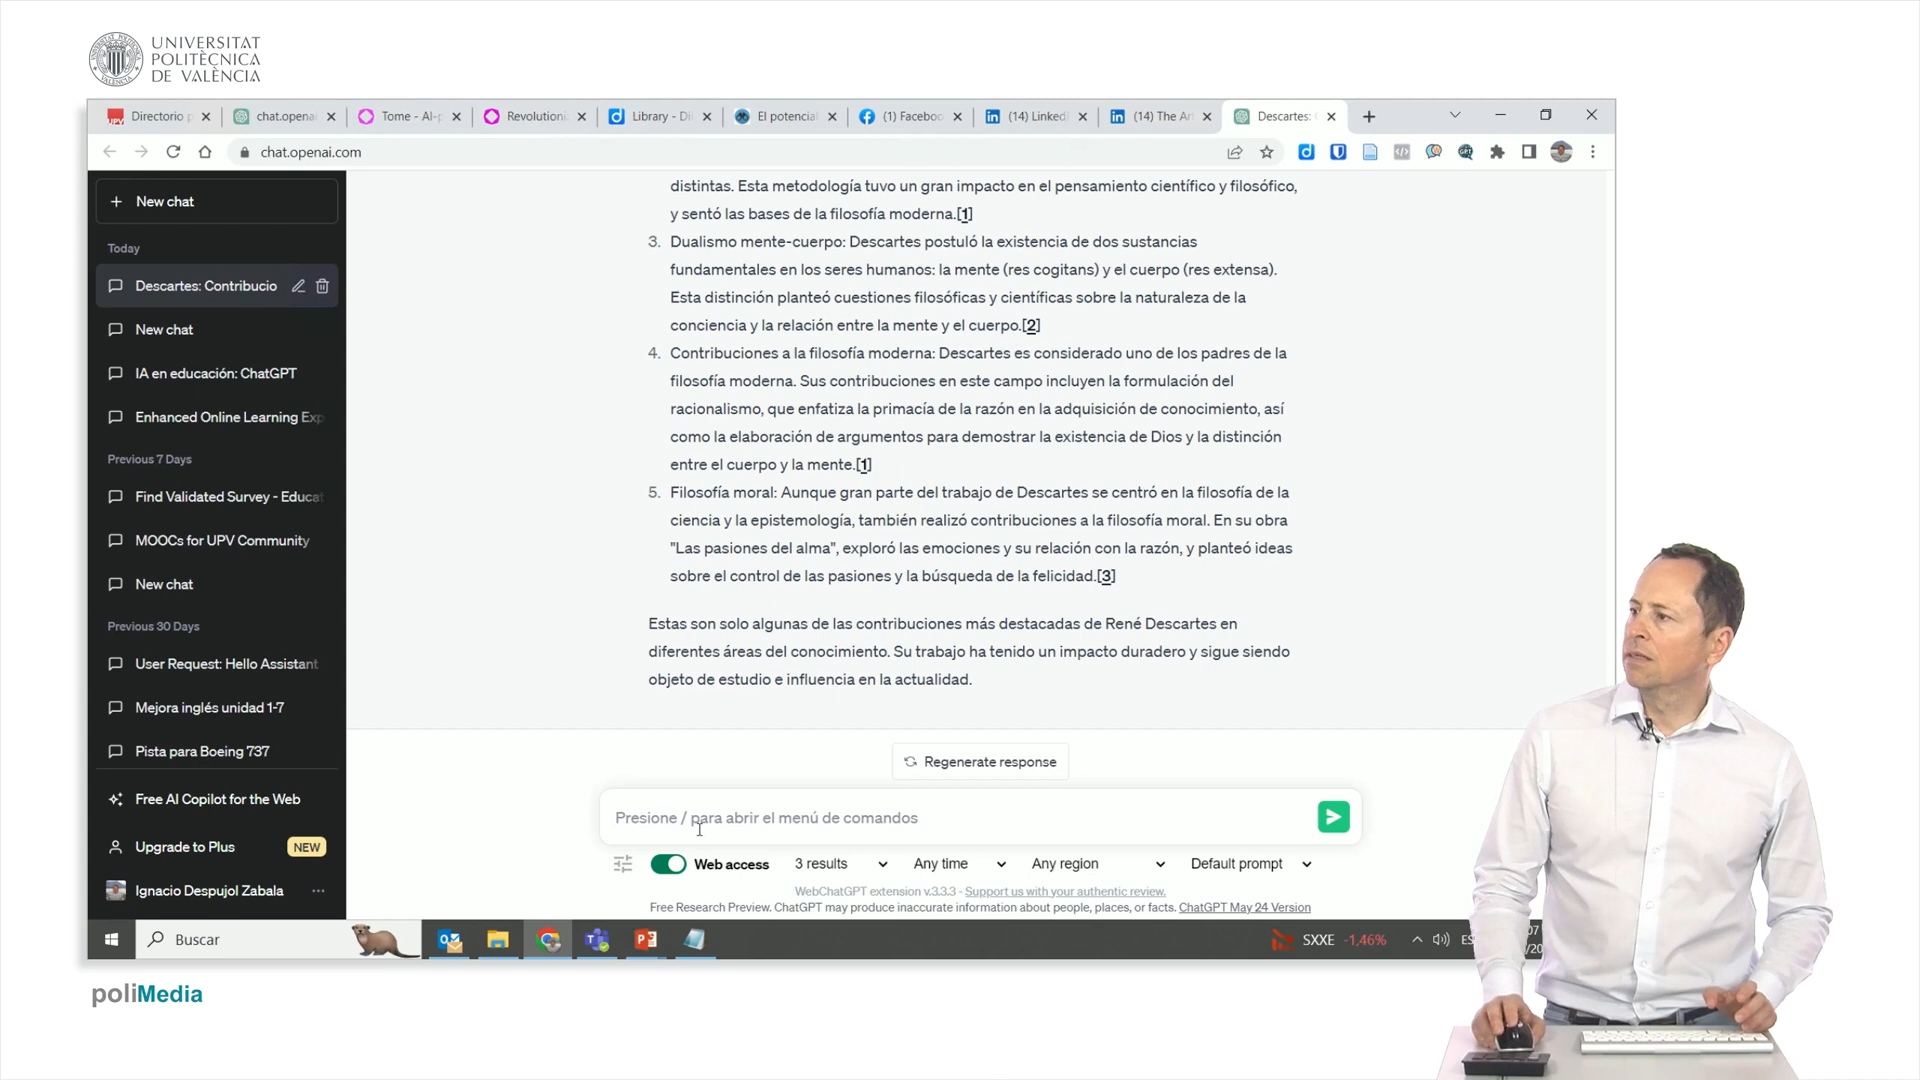 UNIVERSITAT
POLITÈCNICA
DE VALÈNCIA
Directorio
chat.opena
Tome - AI-p
Revolution
Library - Di
El potencial
(1) Faceboo
(14) Linked
(14) The Ar
Descartes:
chat.openai.com
New chat
Today
Descartes: Contribucio
New chat
IA en educación: ChatGPT
Enhanced Online Learning Exp
Previous 7 Days
Find Validated Survey - Educat
MOOCs for UPV Community
New chat
Previous 30 Days
User Request: Hello Assistant
Mejora inglés unidad 1-7
Pista para Boeing 737
Free AI Copilot for the Web
Upgrade to Plus NEW
Ignacio Despujol Zabala
distintas. Esta metodología tuvo un gran impacto en el pensamiento científico y filosófico,
y sentó las bases de la filosofía moderna.[1]
3. Dualismo mente-cuerpo: Descartes postuló la existencia de dos sustancias
fundamentales en los seres humanos: la mente (res cogitans) y el cuerpo (res extensa).
Esta distinción planteó cuestiones filosóficas y científicas sobre la naturaleza de la
conciencia y la relación entre la mente y el cuerpo.[2]
4. Contribuciones a la filosofía moderna: Descartes es considerado uno de los padres de la
filosofía moderna. Sus contribuciones en este campo incluyen la formulación del
racionalismo, que enfatiza la primacía de la razón en la adquisición de conocimiento, así
como la elaboración de argumentos para demostrar la existencia de Dios y la distinción
entre el cuerpo y la mente.[1]
5. Filosofía moral: Aunque gran parte del trabajo de Descartes se centró en la filosofía de la
ciencia y la epistemología, también realizó contribuciones a la filosofía moral. En su obra
"Las pasiones del alma", exploró las emociones y su relación con la razón, y planteó ideas
sobre el control de las pasiones y la búsqueda de la felicidad.[3]
Estas son solo algunas de las contribuciones más destacadas de René Descartes en
diferentes áreas del conocimiento. Su trabajo ha tenido un impacto duradero y sigue siendo
objeto de estudio e influencia en la actualidad.
Regenerate response
Presione / para abrir el menú de comandos
Web access 3 results Any time Any region Default prompt
WebChatGPT extension v.3.3.3 - Support us with your authentic review.
Free Research Preview. ChatGPT may produce inaccurate information about people, places, or facts. ChatGPT May 24 Version
Buscar
SXXE -1,46%
poliMedia